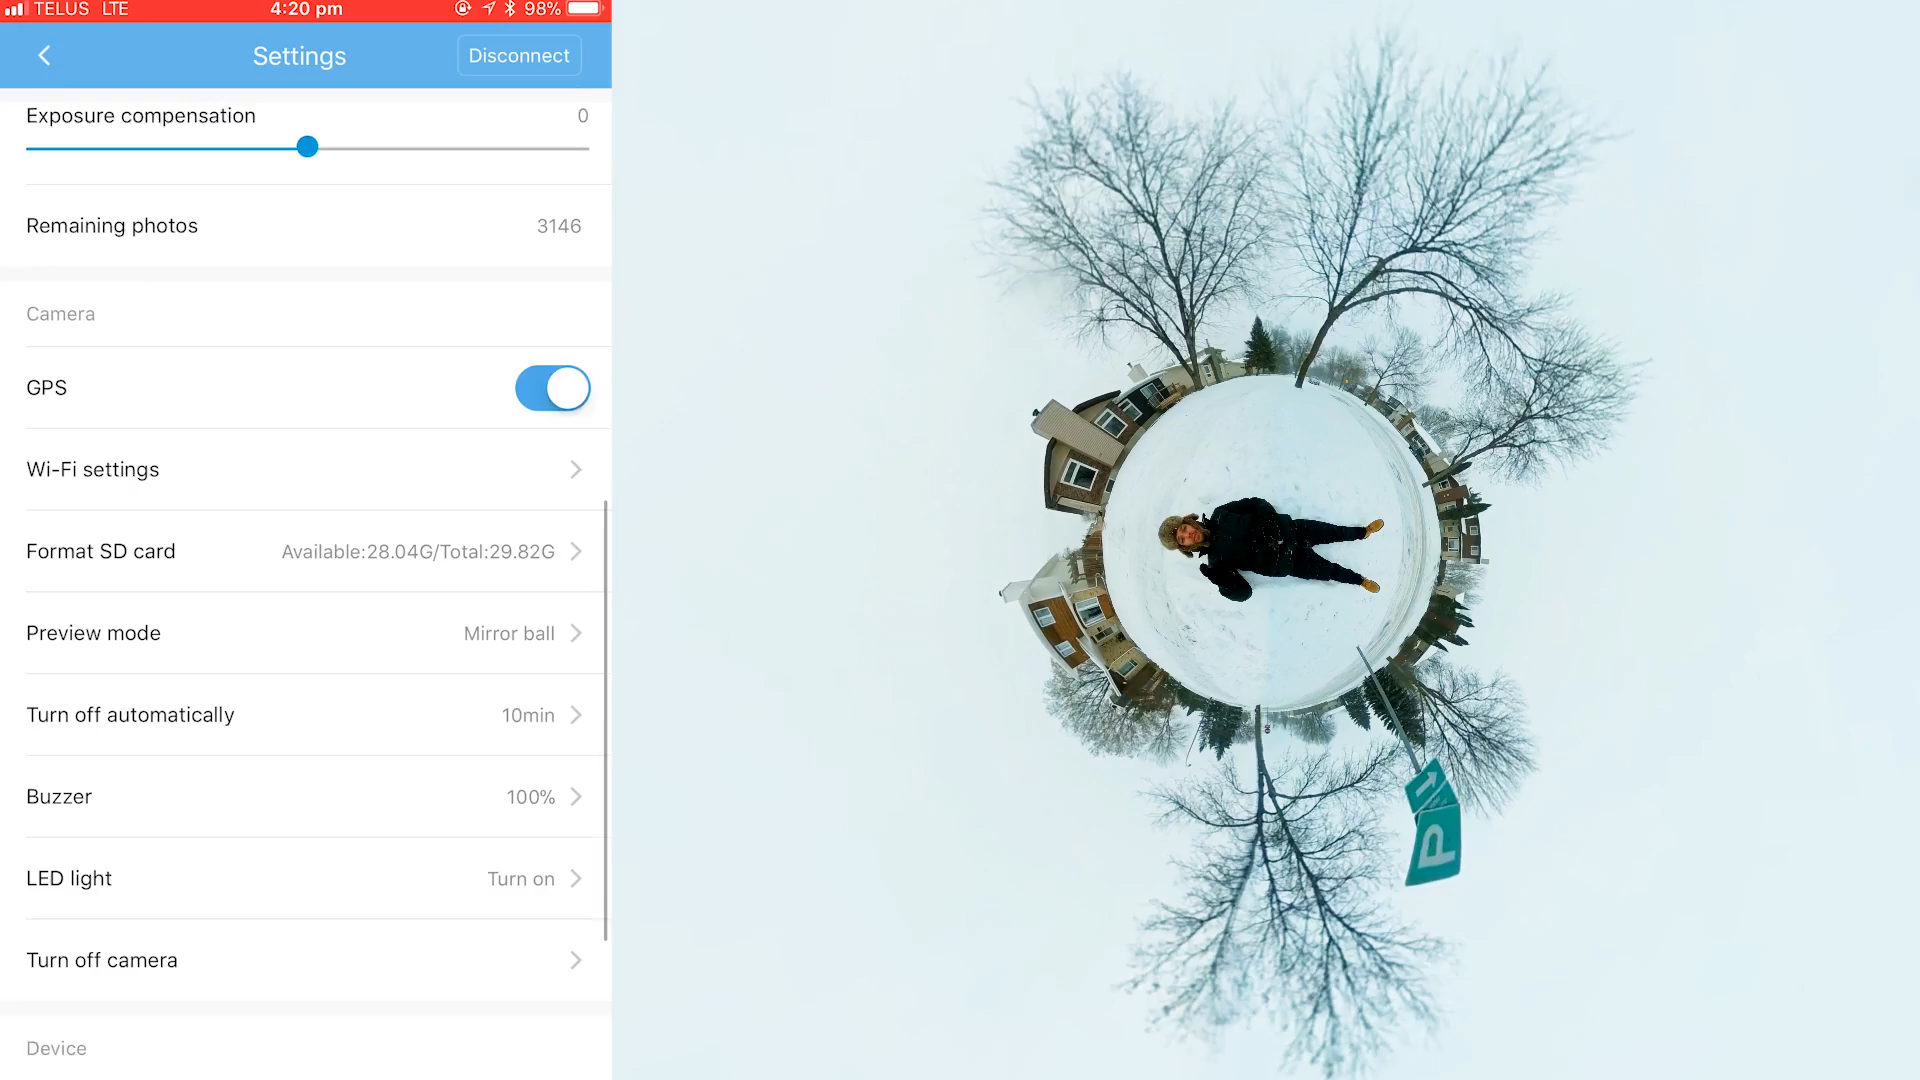 TELUS LTE 4:20 pm 98%
Settings Disconnect
Exposure compensation 0
Remaining photos 3146
Camera
GPS
Wi-Fi settings
Format SD card Available:28.04G/Total:29.82G
Preview mode Mirror ball
Turn off automatically 10min
Buzzer 100%
LED light Turn on
Turn off camera
Device
P